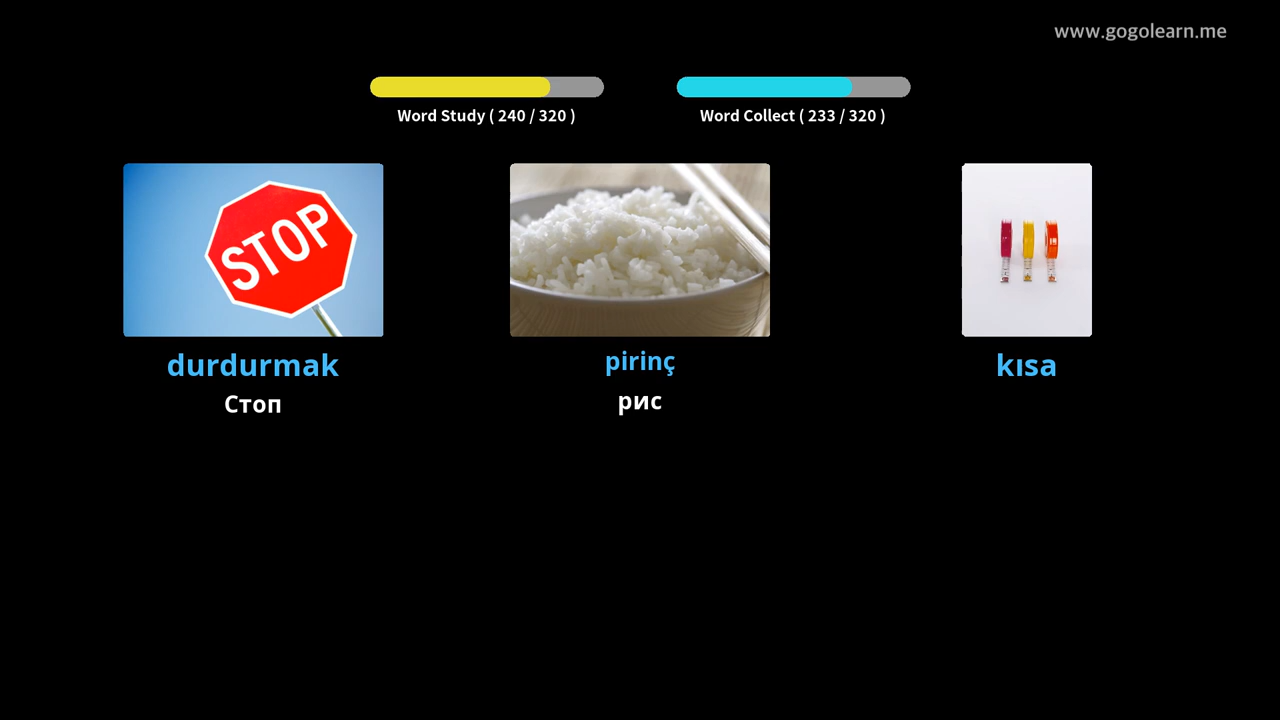 www.gogolearn.me
Word Study ( 240 / 320 )
Word Collect ( 233 / 320 )
STOP
durdurmak
Стоп
pirinç
рис
kısa